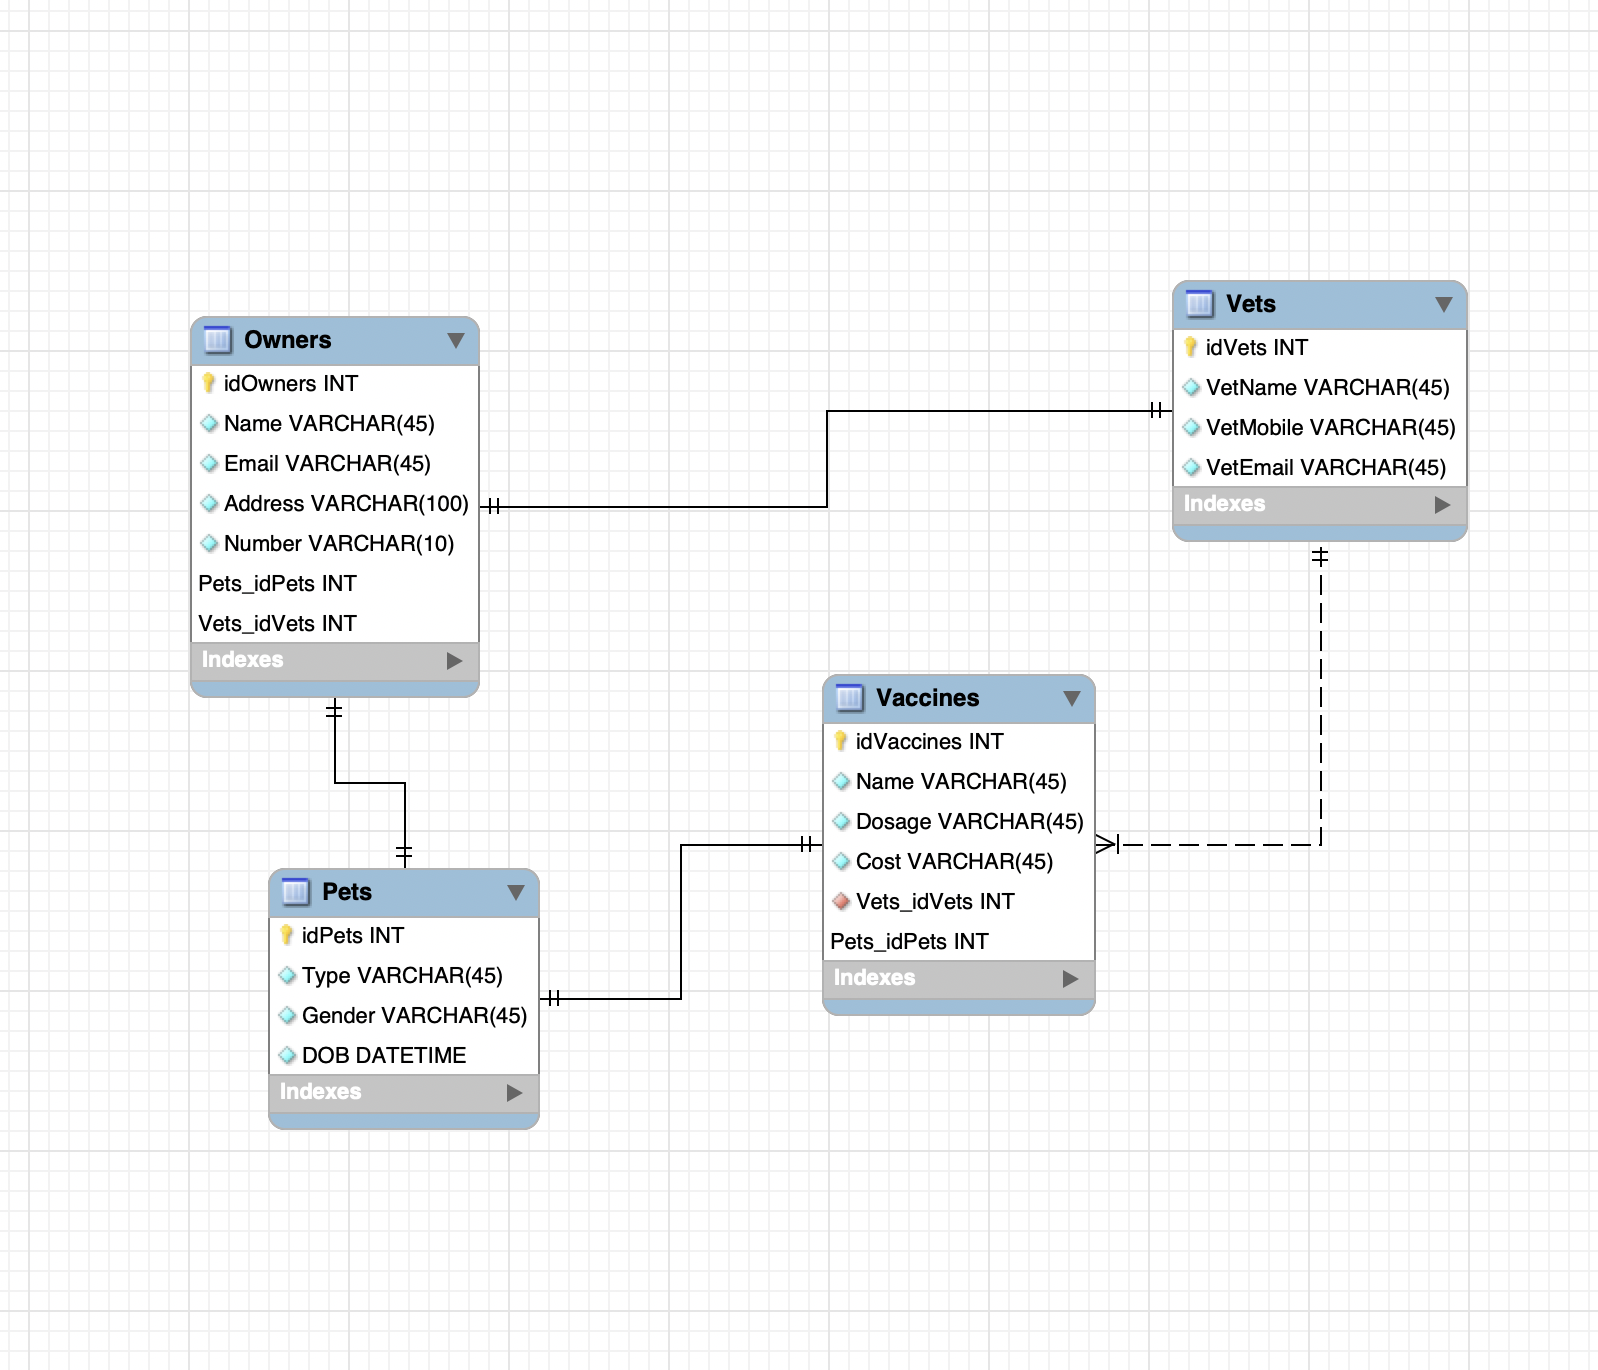 Owners
idOwners INT
Name VARCHAR(45)
Email VARCHAR(45)
Address VARCHAR(100)
Number VARCHAR(10)
Pets_idPets INT
Vets_idVets INT
Indexes
Vets
idVets INT
VetName VARCHAR(45)
VetMobile VARCHAR(45)
VetEmail VARCHAR(45)
Indexes
Vaccines
idVaccines INT
Name VARCHAR(45)
Dosage VARCHAR(45)
Cost VARCHAR(45)
Vets_idVets INT
Pets_idPets INT
Indexes
Pets
idPets INT
Type VARCHAR(45)
Gender VARCHAR(45)
DOB DATETIME
Indexes